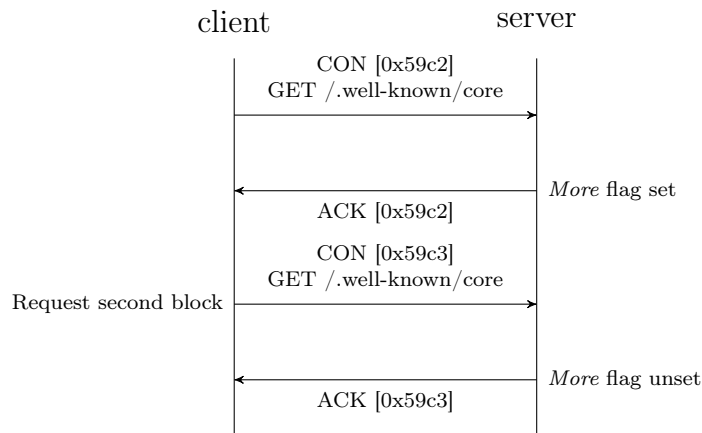 client
server
CON [0x59c2]
GET /.well-known/core
More flag set
ACK [0x59c2]
CON [0x59c3]
GET /.well-known/core
Request second block
More flag unset
ACK [0x59c3]